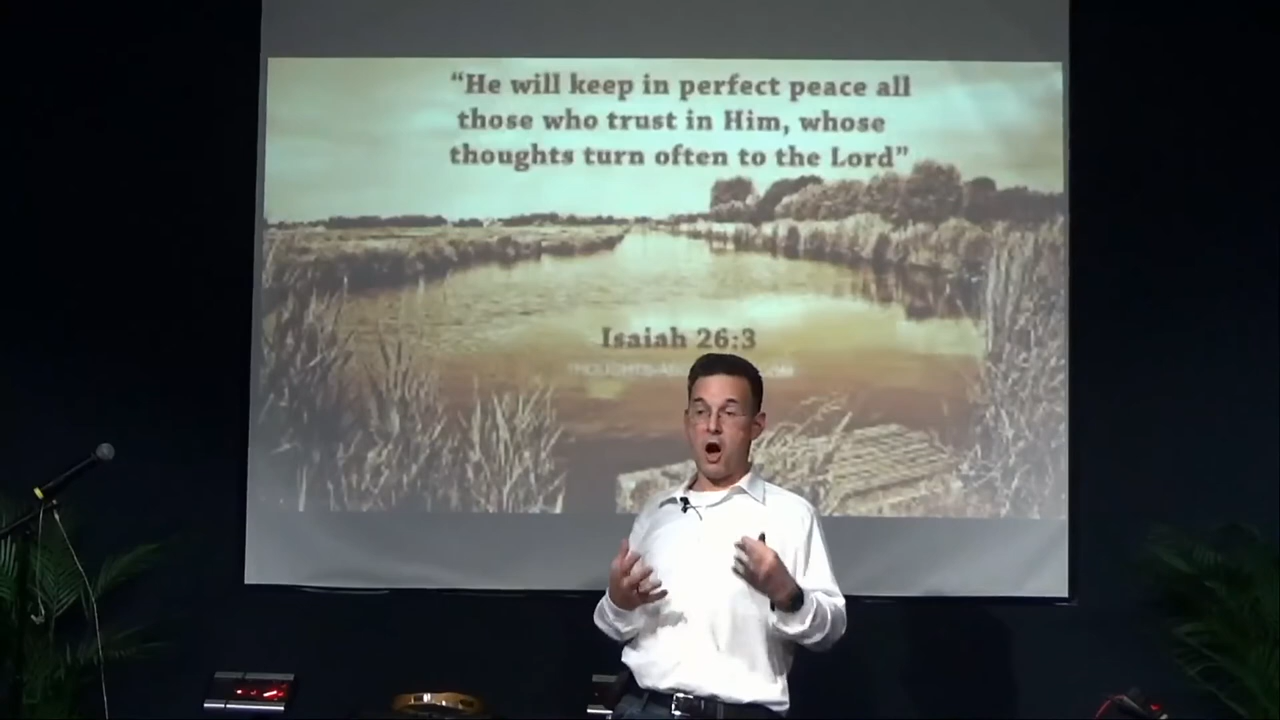 “He will keep in perfect peace all
those who trust in Him, whose
thoughts turn often to the Lord”
Isaiah 26:3